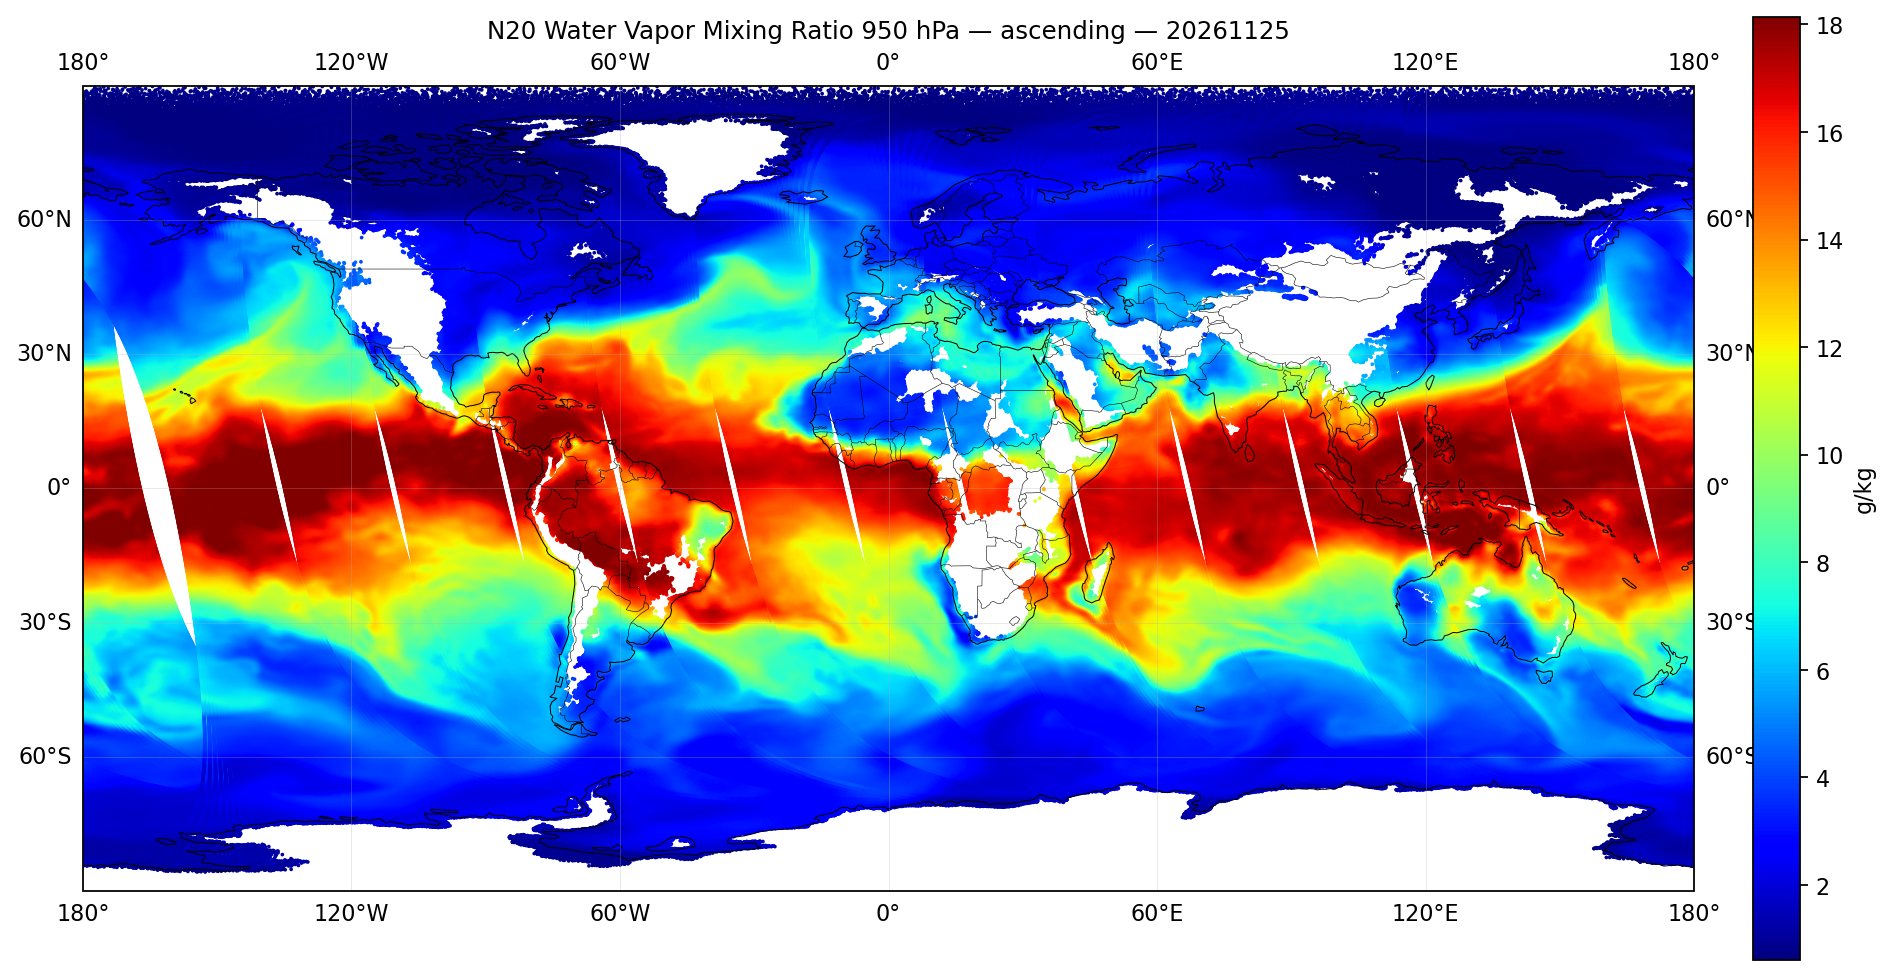 N20 Water Vapor Mixing Ratio 950 hPa — ascending — 20261125
180° 120°W 60°W 0° 60°E 120°E 180°
60°N 60°N
30°N 30°N
0° 0°
30°S 30°S
60°S 60°S
180° 120°W 60°W 0° 60°E 120°E 180°
18
16
14
12
10
8
6
4
2
g/kg